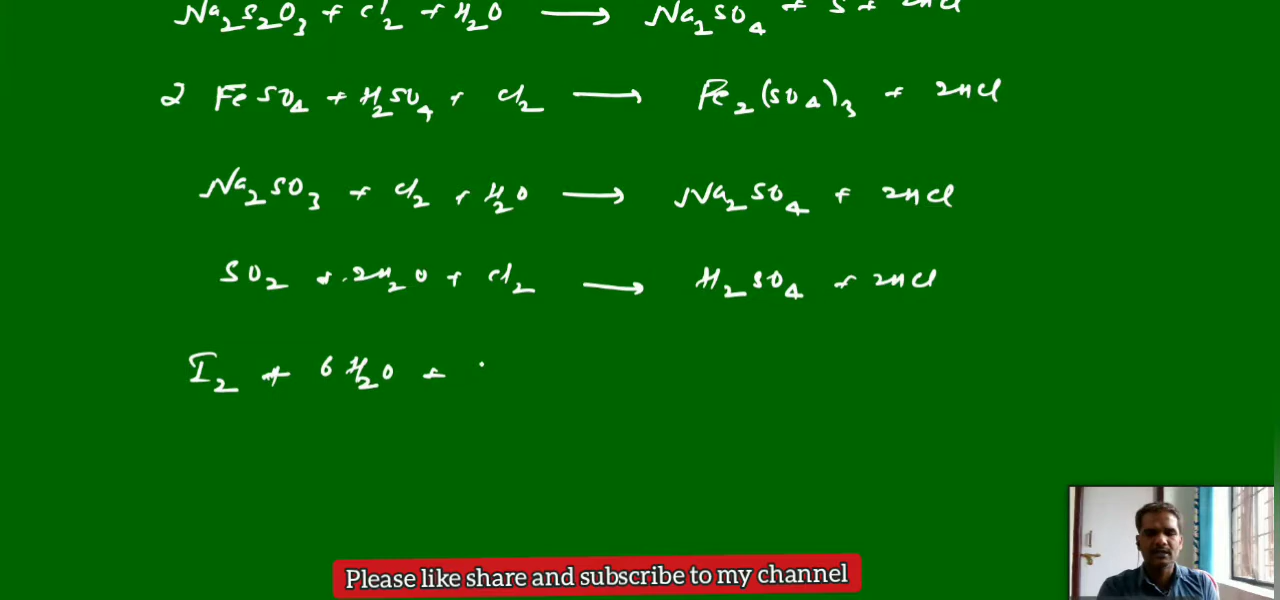 Na₂S₂O₃ + Cl₂ + H₂O ⟶ Na₂SO₄ + S + 2HCl
2 FeSO₄ + H₂SO₄ + Cl₂ ⟶ Fe₂(SO₄)₃ + 2HCl
Na₂SO₃ + Cl₂ + H₂O ⟶ Na₂SO₄ + 2HCl
SO₂ + 2H₂O + Cl₂ ⟶ H₂SO₄ + 2HCl
I₂ + 6H₂O +
Please like share and subscribe to my channel